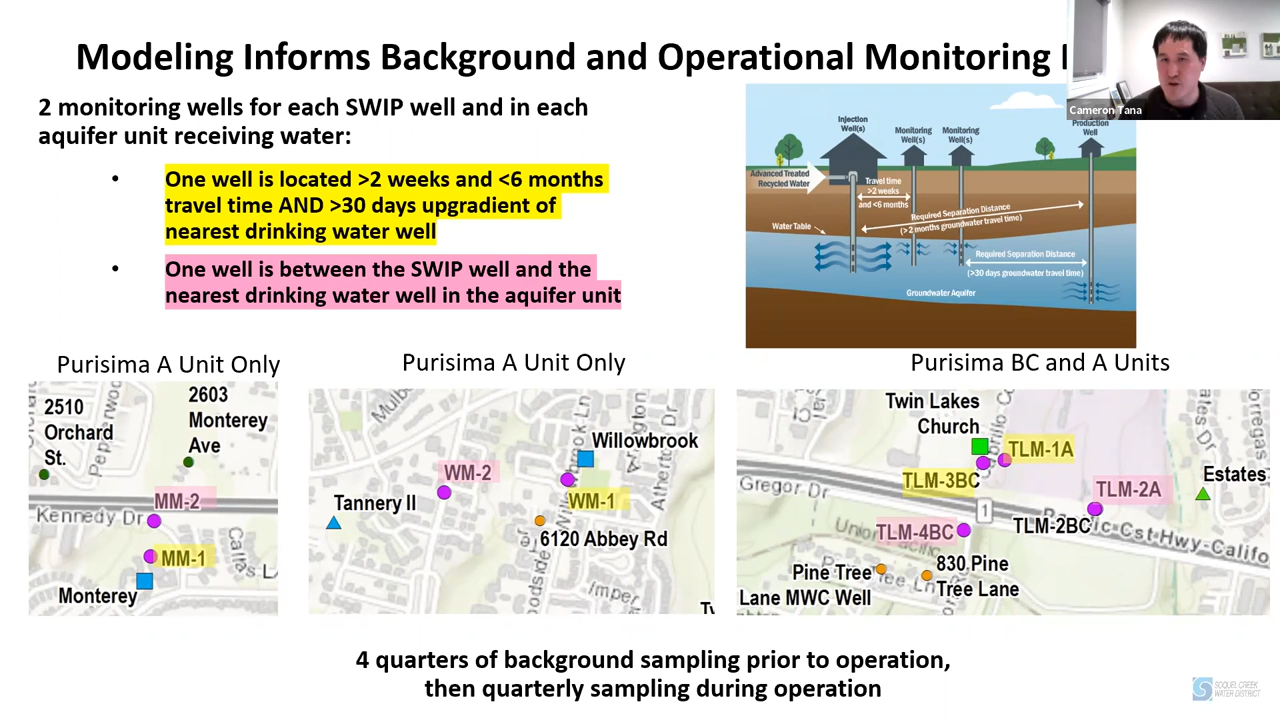 Modeling Informs Background and Operational Monitoring
Cameron Tana
2 monitoring wells for each SWIP well and in each
aquifer unit receiving water:
• One well is located >2 weeks and <6 months
travel time AND >30 days upgradient of
nearest drinking water well
• One well is between the SWIP well and the
nearest drinking water well in the aquifer unit
Injection
Well(s)
Monitoring
Well(s)
Monitoring
Well(s)
Production
Well
Advanced Treated
Recycled Water
Travel time
>2 weeks
and <6 months
Required Separation Distance
(>2 months groundwater travel time)
Water Table
Required Separation Distance
(>30 days groundwater travel time)
Groundwater Aquifer
Purisima A Unit Only
2510
Orchard
St.
2603
Monterey
Ave
MM-2
Kennedy Dr
MM-1
Monterey
Purisima A Unit Only
Willowbrook
WM-2
WM-1
Tannery II
6120 Abbey Rd
Atherton Dr
Purisima BC and A Units
Twin Lakes
Church
TLM-1A
TLM-3BC
Estates
Gregor Dr
TLM-2A
1
TLM-2BC
TLM-4BC
830 Pine
Tree Lane
Pine Tree
Lane MWC Well
4 quarters of background sampling prior to operation,
then quarterly sampling during operation
SOQUEL CREEK
WATER DISTRICT